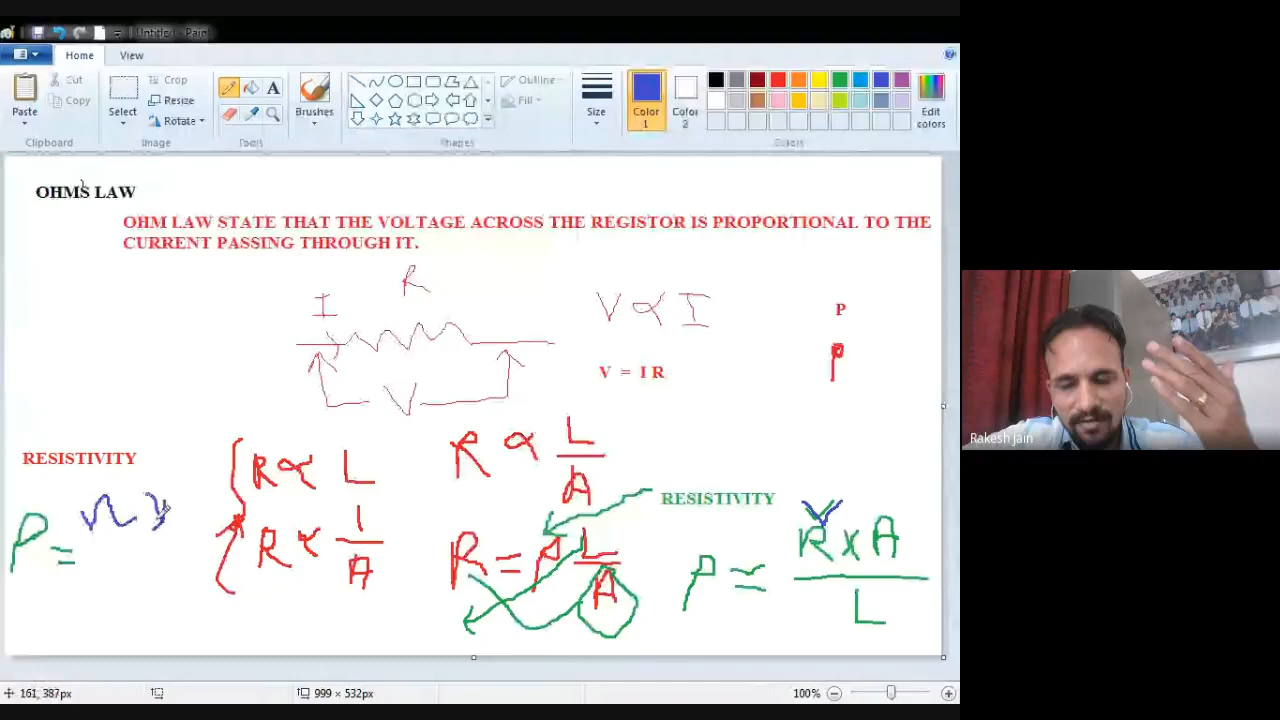 Untitled - Paint
Home View
Paste
Cut
Copy
Select
Crop
Resize
Rotate
Brushes
Outline
Fill
Size
Color 1
Color 2
Edit colors
Clipboard
Image
Tools
Shapes
Colors
OHMS LAW
OHM LAW STATE THAT THE VOLTAGE ACROSS THE REGISTOR IS PROPORTIONAL TO THE
CURRENT PASSING THROUGH IT.
R
I
V ∝ I
P
ρ
V = I R
V
Rakesh Jain
RESISTIVITY
R ∝ L
R ∝ L/A
RESISTIVITY
ρ =
R ∝ 1/A
R = ρ L/A
ρ = R x A / L
161, 387px
999 × 532px
100%